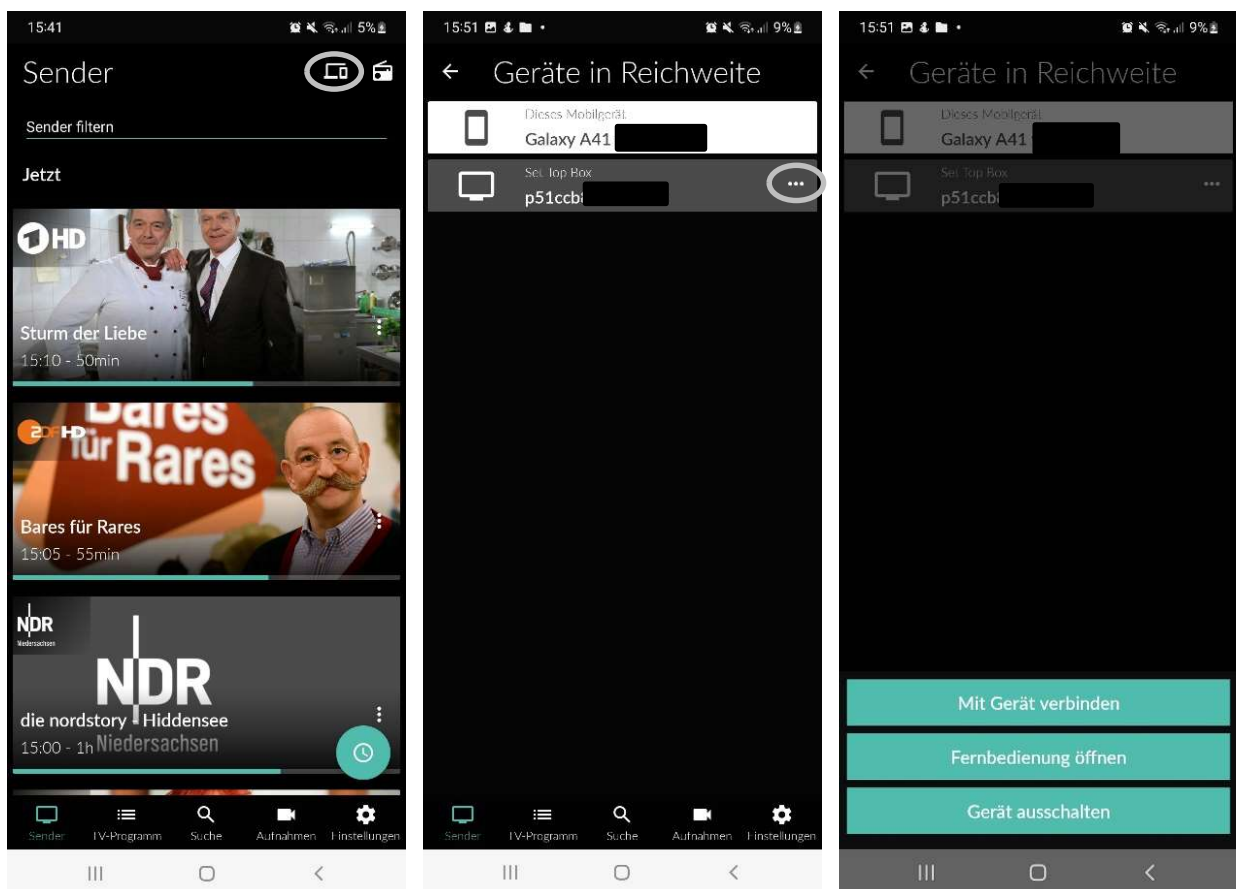 15:41
5%
Sender
Sender filtern
Jetzt
1 HD
Sturm der Liebe
15:10 - 50min
ZDF HD
Bares
für Rares
Bares für Rares
15:05 - 55min
NDR
Niedersachsen
NDR
die nordstory - Hiddensee
15:00 - 1h
Niedersachsen
Sender
TV-Programm
Suche
Aufnahmen
Einstellungen
15:51
9%
Geräte in Reichweite
Dieses Mobilgerät
Galaxy A41
Set Top Box
p51ccb
Sender
TV-Programm
Suche
Aufnahmen
Einstellungen
15:51
9%
Geräte in Reichweite
Dieses Mobilgerät
Galaxy A41
Set Top Box
p51ccb
Mit Gerät verbinden
Fernbedienung öffnen
Gerät ausschalten